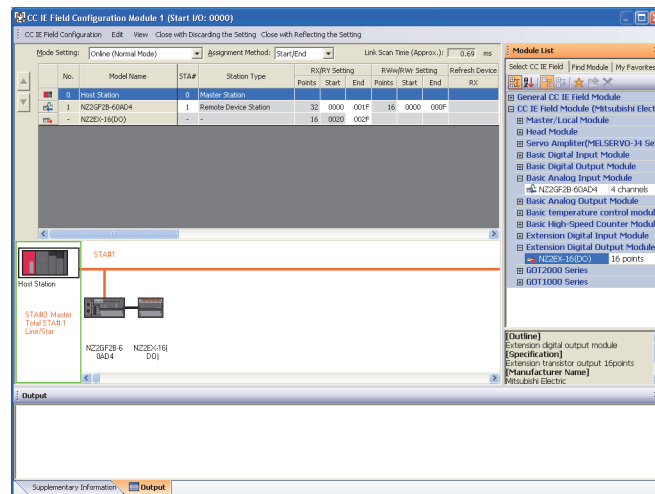 CC IE Field Configuration Module 1 (Start I/O: 0000)
CC IE Field Configuration Edit View Close with Discarding the Setting Close with Reflecting the Setting
Mode Setting: Online (Normal Mode) Assignment Method: Start/End Link Scan Time (Approx.): 0.69 ms
No. Model Name STA# Station Type RX/RY Setting RWw/RWr Setting Refresh Device
Points Start End Points Start End RX
0 Host Station 0 Master Station
1 NZ2GF2B-60AD4 1 Remote Device Station 32 0000 001F 16 0000 000F
- NZ2EX-16(DO) - - 16 0020 002F
STA#1
Host Station
STA#0 Master
Total STA#:1
Line/Star
NZ2GF2B-6
0AD4
NZ2EX-16(
DO)
Module List
Select CC IE Field Find Module My Favorites
General CC IE Field Module
CC IE Field Module (Mitsubishi Elect
Master/Local Module
Head Module
Servo Ampliter(MELSERVO-J4 Se
Basic Digital Input Module
Basic Digital Output Module
Basic Analog Input Module
NZ2GF2B-60AD4 4 channels
Basic Analog Output Module
Basic temperature control modul
Basic High-Speed Counter Modul
Extension Digital Input Module
Extension Digital Output Module
NZ2EX-16(DO) 16 points
GOT2000 Series
GOT1000 Series
[Outline]
Extension digital output module
[Specification]
Extension transistor output 16points
[Manufacturer Name]
Mitsubishi Electric
Output
Supplementary Information Output